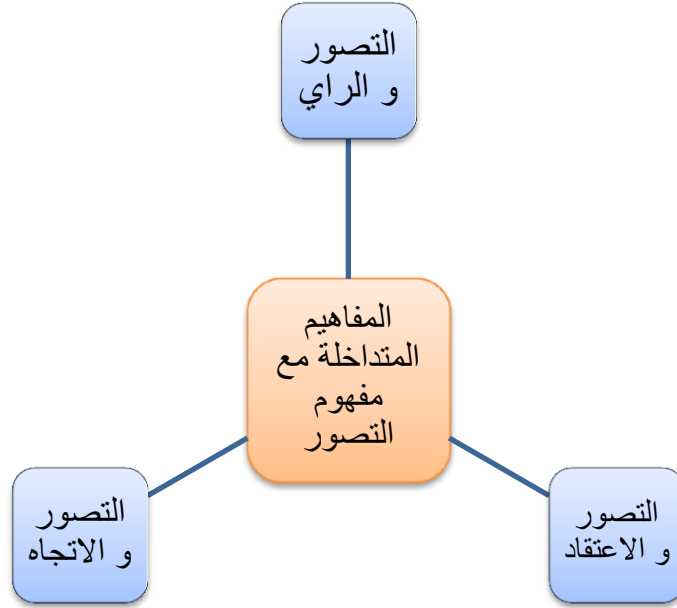 التصور
و الراي
المفاهيم
المتداخلة مع
مفهوم
التصور
التصور
و الاعتقاد
التصور
و الاتجاه